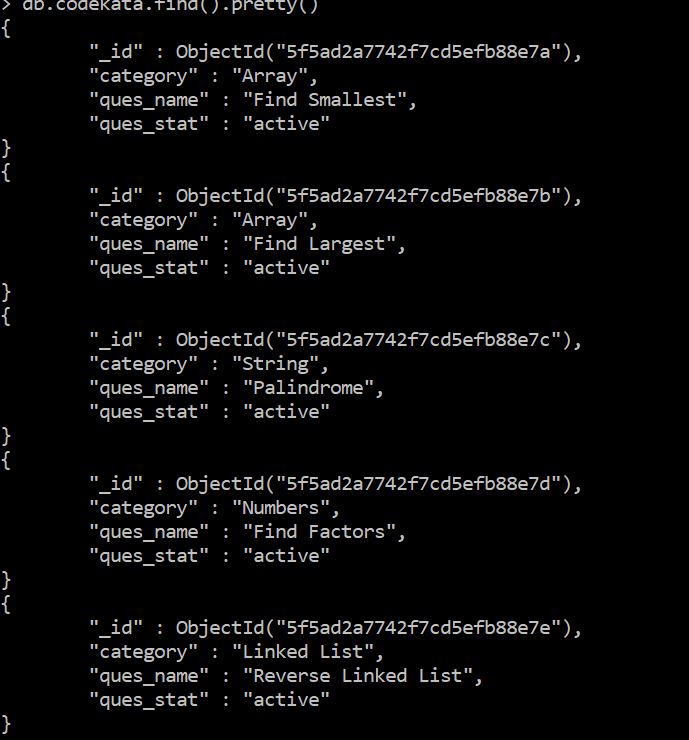 > db.codekata.find().pretty()
{
"_id" : ObjectId("5f5ad2a7742f7cd5efb88e7a"),
"category" : "Array",
"ques_name" : "Find Smallest",
"ques_stat" : "active"
}
{
"_id" : ObjectId("5f5ad2a7742f7cd5efb88e7b"),
"category" : "Array",
"ques_name" : "Find Largest",
"ques_stat" : "active"
}
{
"_id" : ObjectId("5f5ad2a7742f7cd5efb88e7c"),
"category" : "String",
"ques_name" : "Palindrome",
"ques_stat" : "active"
}
{
"_id" : ObjectId("5f5ad2a7742f7cd5efb88e7d"),
"category" : "Numbers",
"ques_name" : "Find Factors",
"ques_stat" : "active"
}
{
"_id" : ObjectId("5f5ad2a7742f7cd5efb88e7e"),
"category" : "Linked List",
"ques_name" : "Reverse Linked List",
"ques_stat" : "active"
}